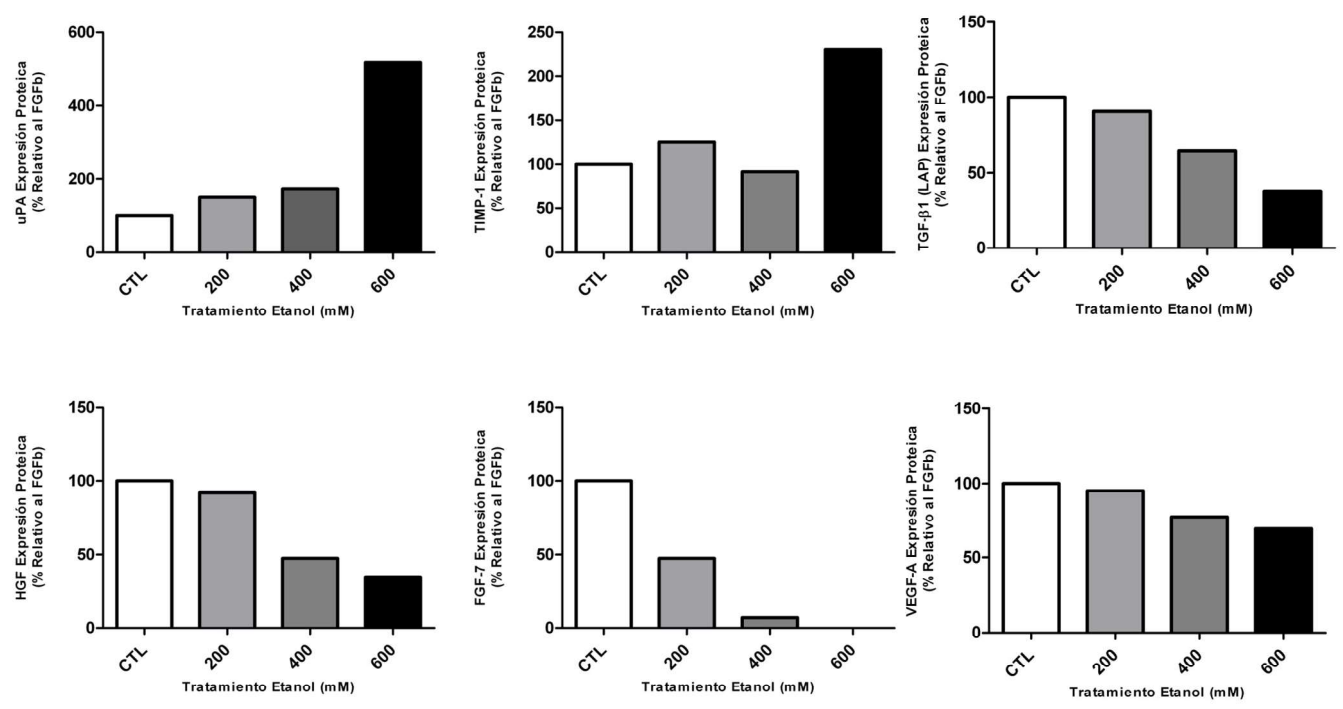 uPA Expresión Proteica
(% Relativo al FGFb)
600
400
200
0
CTL
200
400
600
Tratamiento Etanol (mM)
TIMP-1 Expresión Proteica
(% Relativo al FGFb)
250
200
150
100
50
0
CTL
200
400
600
Tratamiento Etanol (mM)
TGF-β1 (LAP) Expresión Proteica
(% Relativo al FGFb)
150
100
50
0
CTL
200
400
600
Tratamiento Etanol (mM)
HGF Expresión Proteica
(% Relativo al FGFb)
150
100
50
0
CTL
200
400
600
Tratamiento Etanol (mM)
FGF-7 Expresión Proteica
(% Relativo al FGFb)
150
100
50
0
CTL
200
400
600
Tratamiento Etanol (mM)
VEGF-A Expresión Proteica
(% Relativo al FGFb)
150
100
50
0
CTL
200
400
600
Tratamiento Etanol (mM)